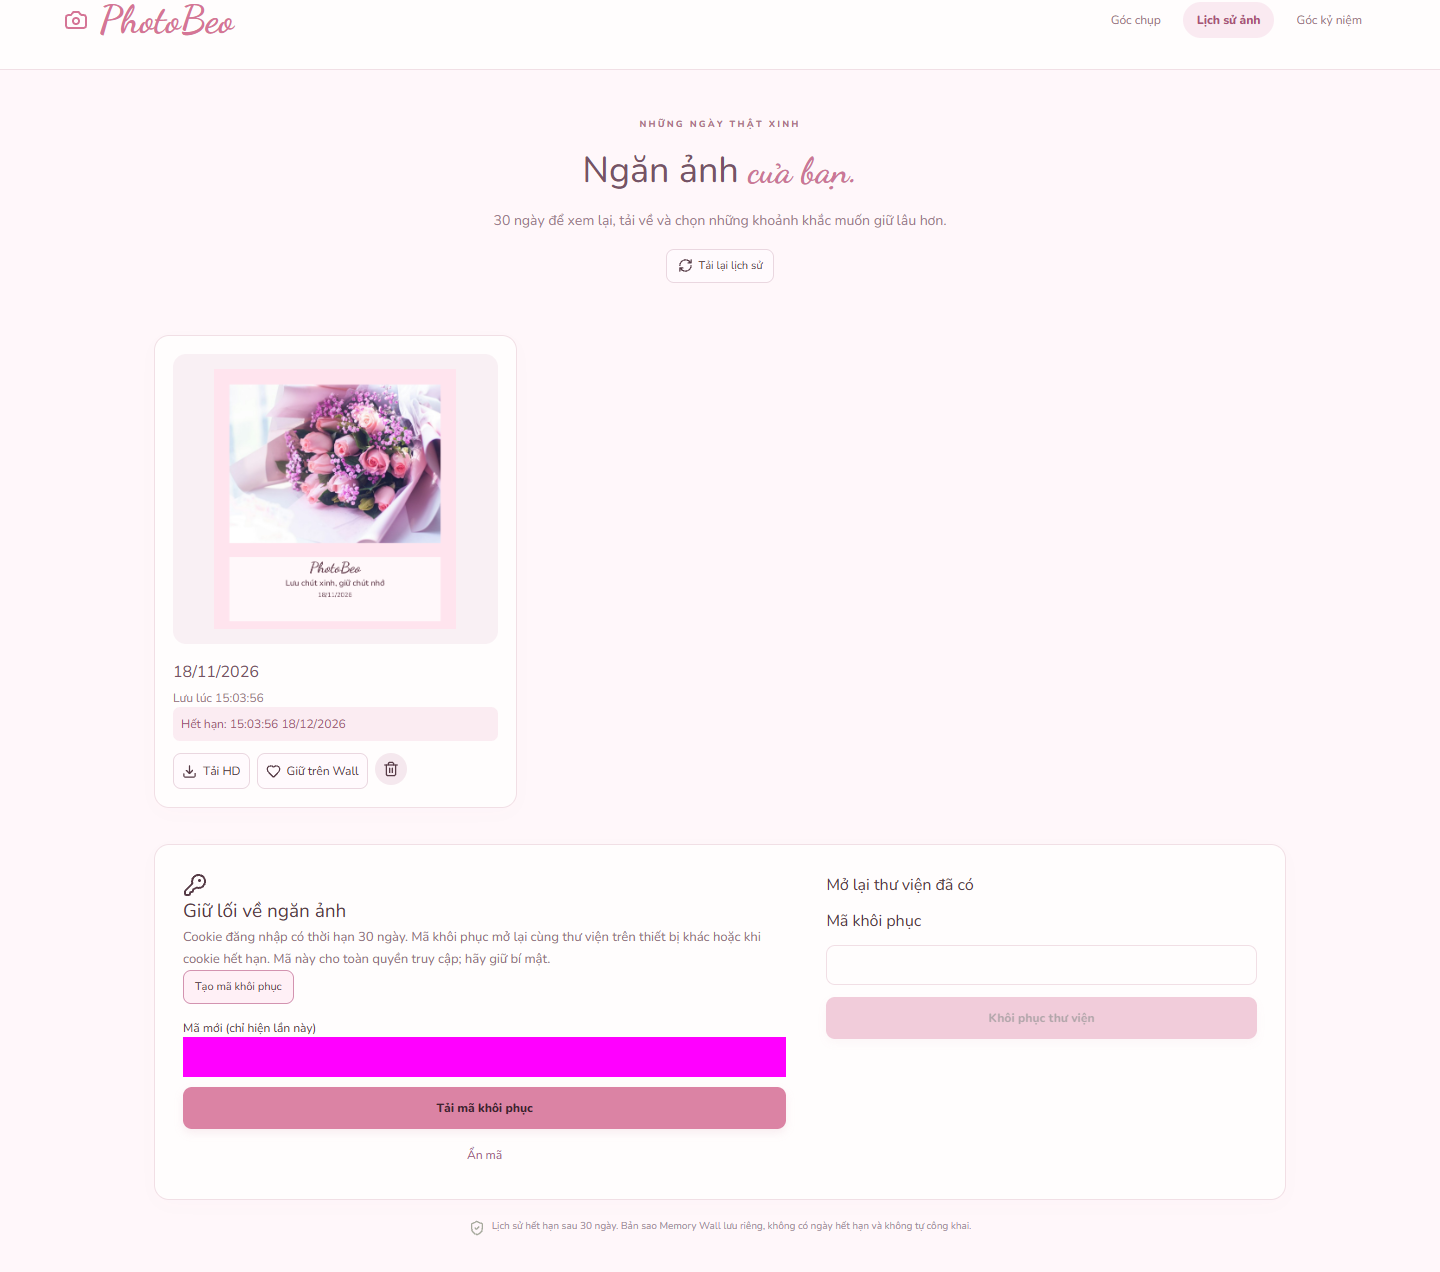 PhotoBeo
Góc chụp
Lịch sử ảnh
Góc kỷ niệm
NHỮNG NGÀY THẬT XINH
Ngăn ảnh của bạn.
30 ngày để xem lại, tải về và chọn những khoảnh khắc muốn giữ lâu hơn.
Tải lại lịch sử
PhotoBeo
Lưu chút xinh, giữ chút nhớ
18/11/2026
18/11/2026
Lưu lúc 15:03:56
Hết hạn: 15:03:56 18/12/2026
Tải HD
Giữ trên Wall
Giữ lối về ngăn ảnh
Cookie đăng nhập có thời hạn 30 ngày. Mã khôi phục mở lại cùng thư viện trên thiết bị khác hoặc khi
cookie hết hạn. Mã này cho toàn quyền truy cập; hãy giữ bí mật.
Tạo mã khôi phục
Mã mới (chỉ hiện lần này)
Tải mã khôi phục
Ẩn mã
Mở lại thư viện đã có
Mã khôi phục
Khôi phục thư viện
Lịch sử hết hạn sau 30 ngày. Bản sao Memory Wall lưu riêng, không có ngày hết hạn và không tự công khai.